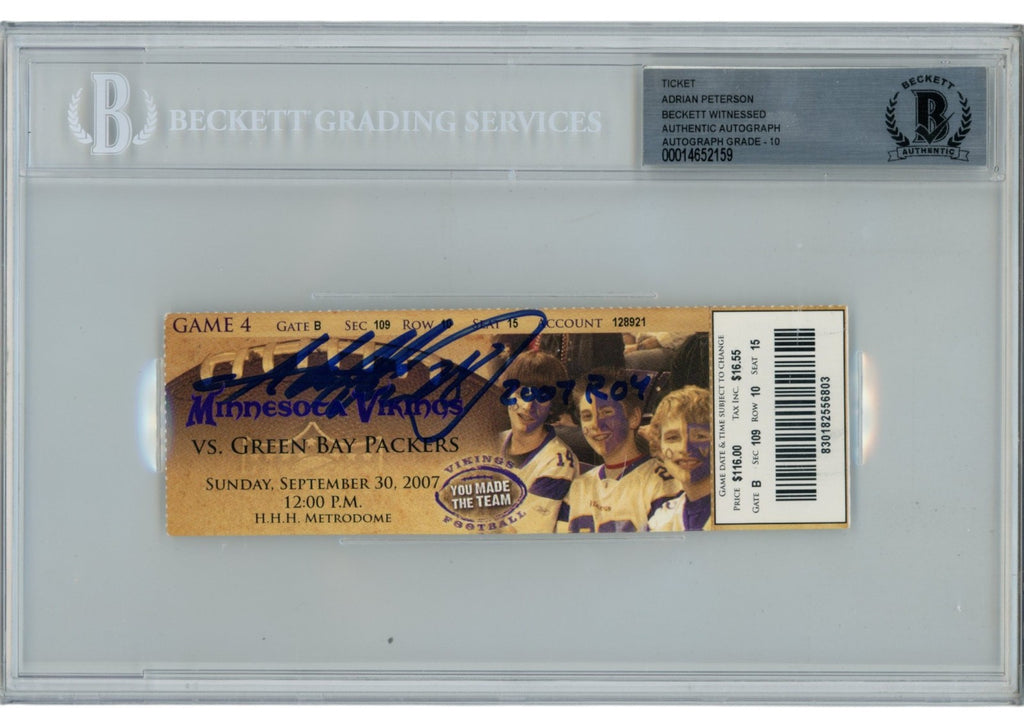 B BECKETT GRADING SERVICES
TICKET
ADRIAN PETERSON
BECKETT WITNESSED
AUTHENTIC AUTOGRAPH
AUTOGRAPH GRADE - 10
00014652159
BECKETT
B
AUTHENTIC
GAME 4 GATE B SEC 109 ROW 10 SEAT 15 ACCOUNT 128921
2007 ROY
MINNESOTA VIKINGS
VS. GREEN BAY PACKERS
SUNDAY, SEPTEMBER 30, 2007
12:00 P.M.
H.H.H. METRODOME
VIKINGS
YOU MADE
THE TEAM
FOOTBALL
14
GAME DATE & TIME SUBJECT TO CHANGE
PRICE $116.00 TAX INC. $16.55
GATE B SEC 109 ROW 10 SEAT 15
830182556803